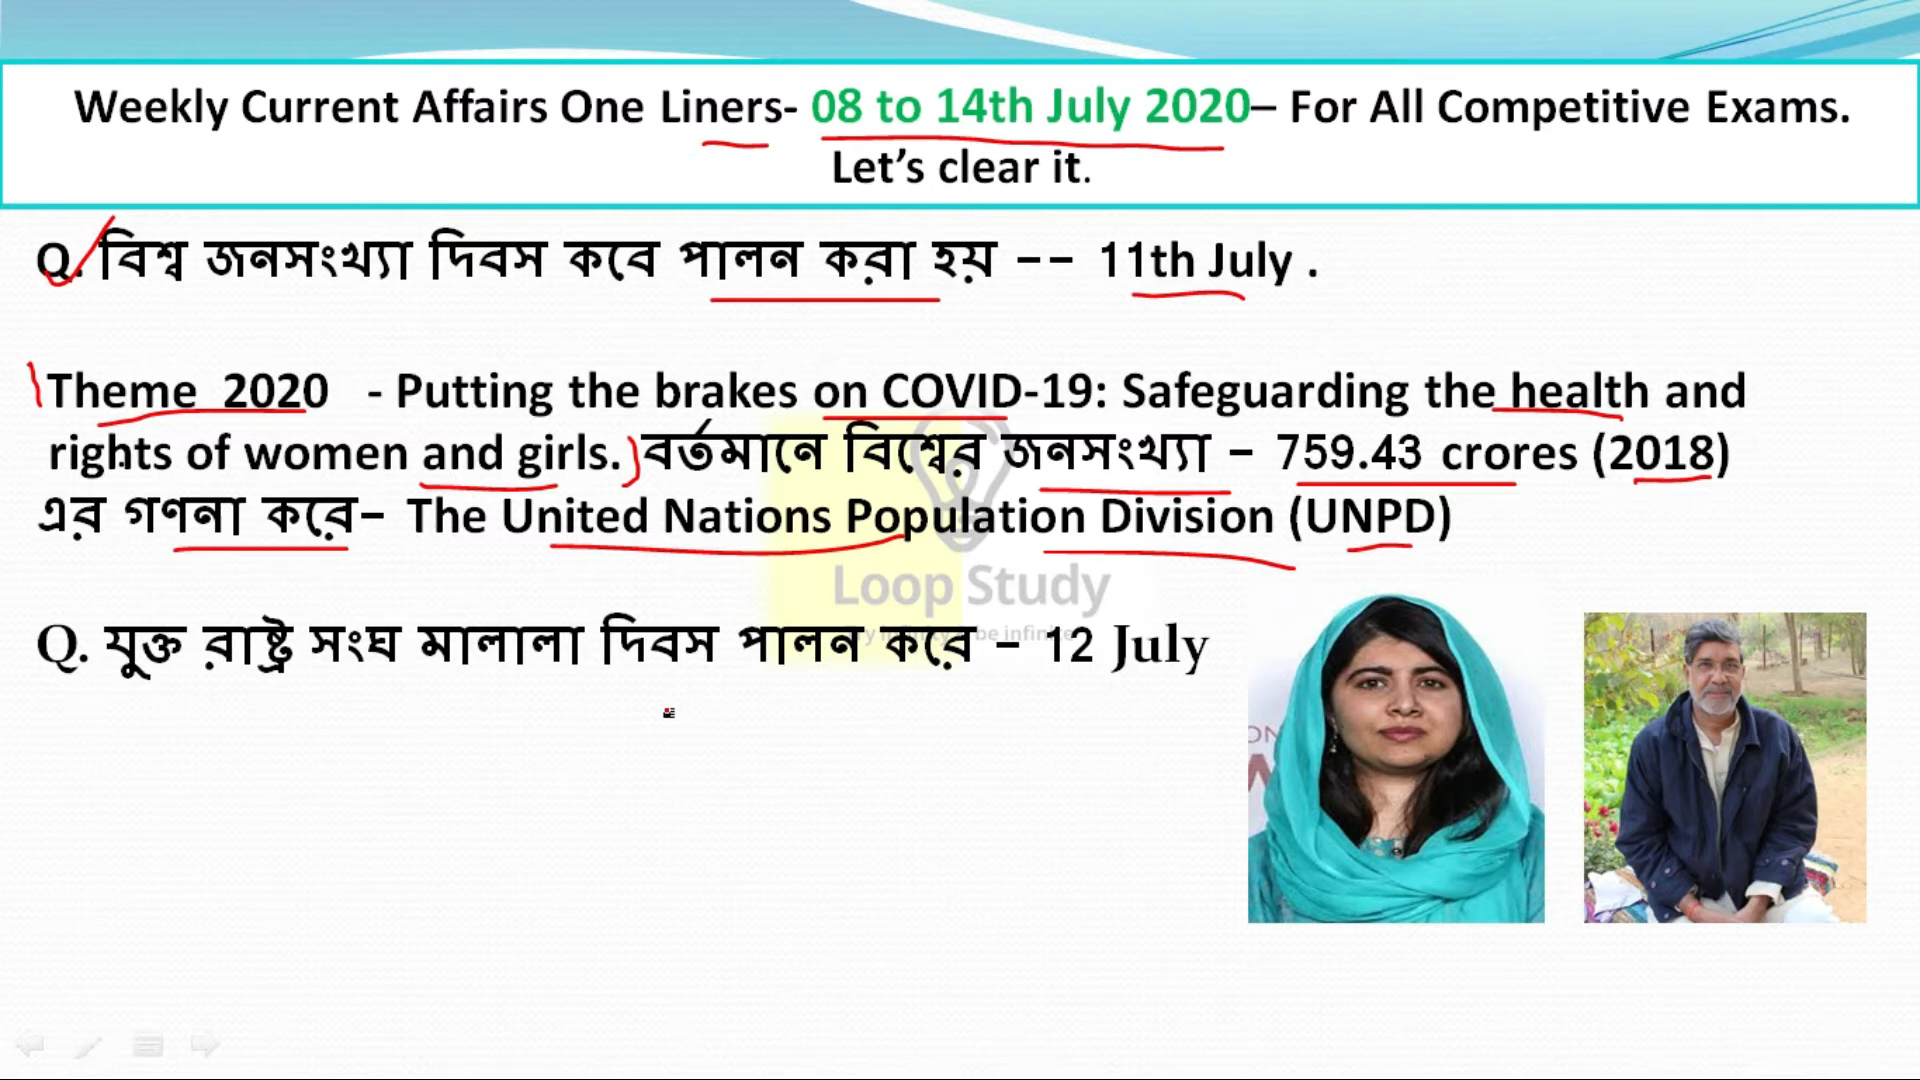 Weekly Current Affairs One Liners- 08 to 14th July 2020– For All Competitive Exams.
Let’s clear it.
Q. বিশ্ব জনসংখ্যা দিবস কবে পালন করা হয় -- 11th July .
Theme 2020 - Putting the brakes on COVID-19: Safeguarding the health and
rights of women and girls. বর্তমানে বিশ্বের জনসংখ্যা – 759.43 crores (2018)
এর গণনা করে– The United Nations Population Division (UNPD)
Loop Study
Q. যুক্ত রাষ্ট্র সংঘ মালালা দিবস পালন করে – 12 July